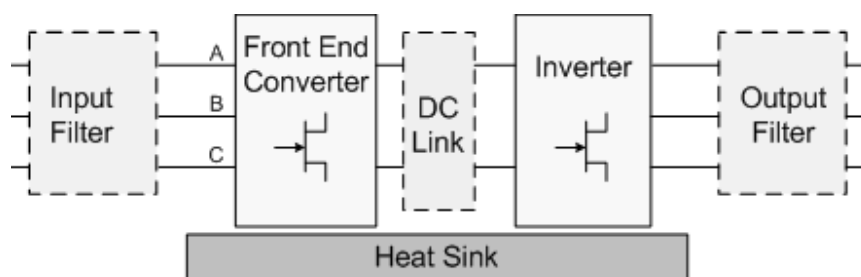 Input
Filter
A
B
C
Front End
Converter
DC
Link
Inverter
Output
Filter
Heat Sink